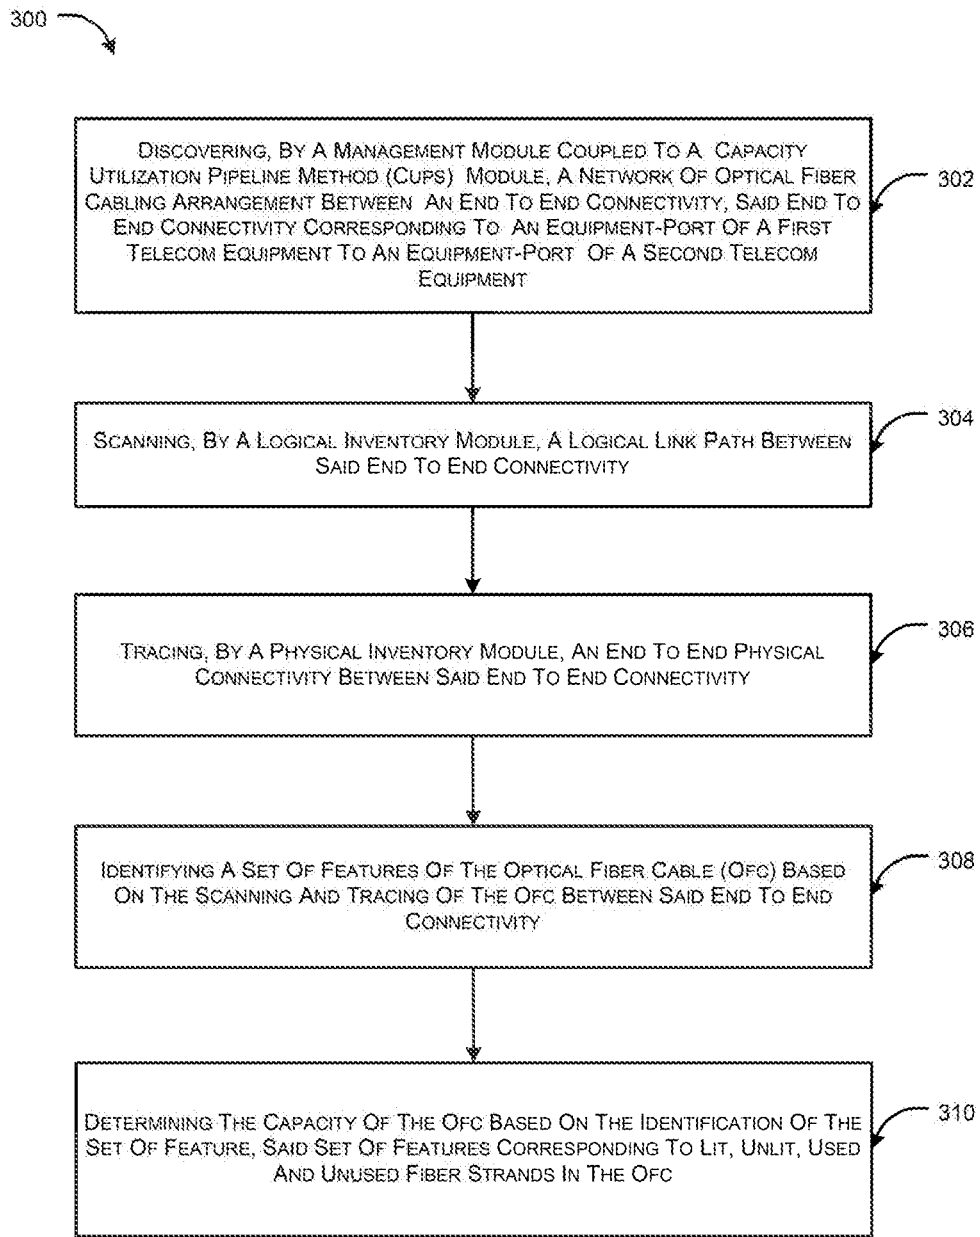 300
DISCOVERING, BY A MANAGEMENT MODULE COUPLED TO A CAPACITY
UTILIZATION PIPELINE METHOD (CUPS) MODULE, A NETWORK OF OPTICAL FIBER
CABLING ARRANGEMENT BETWEEN AN END TO END CONNECTIVITY, SAID END TO
END CONNECTIVITY CORRESPONDING TO AN EQUIPMENT-PORT OF A FIRST
TELECOM EQUIPMENT TO AN EQUIPMENT-PORT OF A SECOND TELECOM
EQUIPMENT
302
SCANNING, BY A LOGICAL INVENTORY MODULE, A LOGICAL LINK PATH BETWEEN
SAID END TO END CONNECTIVITY
304
TRACING, BY A PHYSICAL INVENTORY MODULE, AN END TO END PHYSICAL
CONNECTIVITY BETWEEN SAID END TO END CONNECTIVITY
306
IDENTIFYING A SET OF FEATURES OF THE OPTICAL FIBER CABLE (OFC) BASED
ON THE SCANNING AND TRACING OF THE OFC BETWEEN SAID END TO END
CONNECTIVITY
308
DETERMINING THE CAPACITY OF THE OFC BASED ON THE IDENTIFICATION OF THE
SET OF FEATURE, SAID SET OF FEATURES CORRESPONDING TO LIT, UNLIT, USED
AND UNUSED FIBER STRANDS IN THE OFC
310